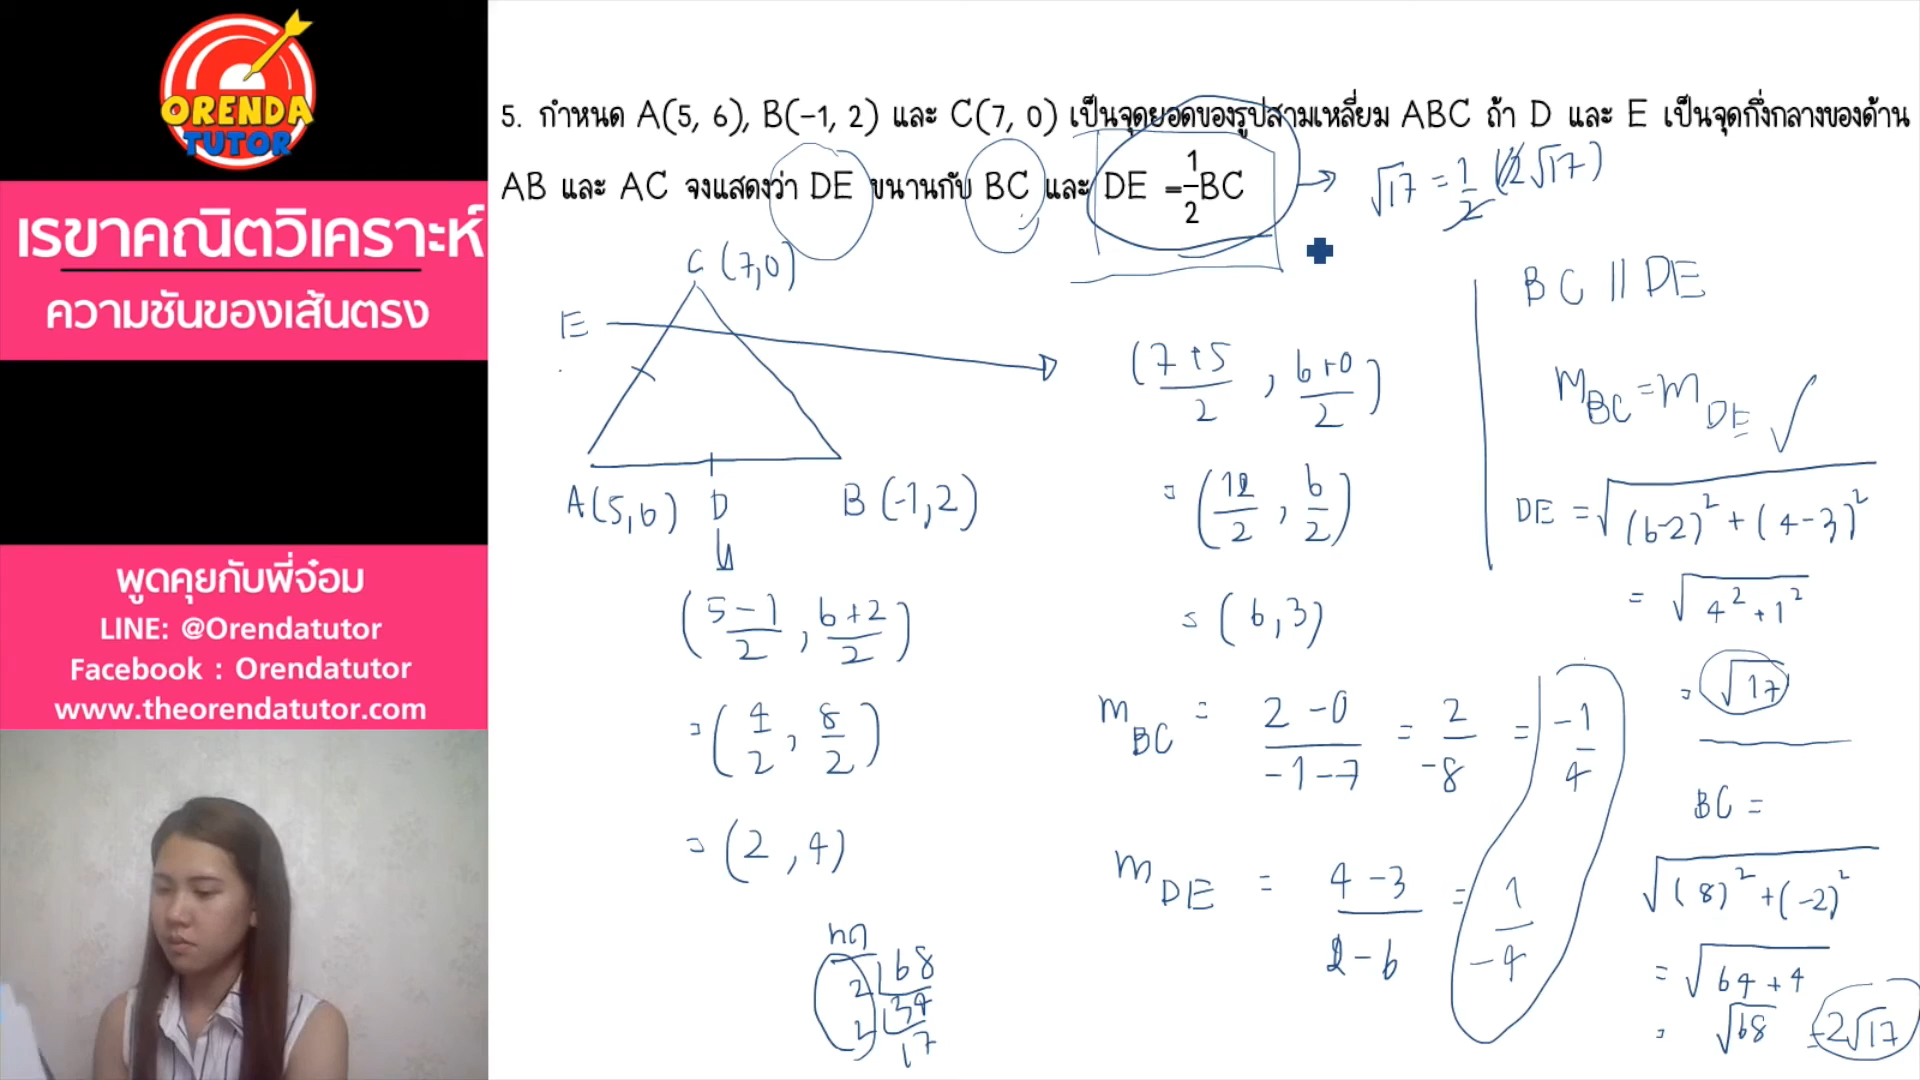 ORENDA
TUTOR
เรขาคณิตวิเคราะห์
ความชันของเส้นตรง
พูดคุยกับพี่จ๋อม
LINE: @Orendatutor
Facebook : Orendatutor
www.theorendatutor.com
5. กำหนด A(5, 6), B(-1, 2) และ C(7, 0) เป็นจุดยอดของรูปสามเหลี่ยม ABC ถ้า D และ E เป็นจุดกึ่งกลางของด้าน
AB และ AC จงแสดงว่า DE ขนานกับ BC และ DE = 1/2 BC
→ √17 = 1/2 (2√17)
C (7,0)
E
A(5,6) D B(-1,2)
(5-1/2, 6+2/2)
= (4/2, 8/2)
= (2, 4)
2 68
2 34
17
(7+5/2, 6+0/2)
= (12/2, 6/2)
= (6, 3)
m BC = 2-0/-1-7 = 2/-8 = -1/4
m DE = 4-3/2-6 = 1/-4
BC || DE
m BC = m DE ✓
DE = √(6-2)² + (4-3)²
= √4² + 1²
= √17
BC =
√(8)² + (-2)²
= √64 + 4
= √68 = 2√17